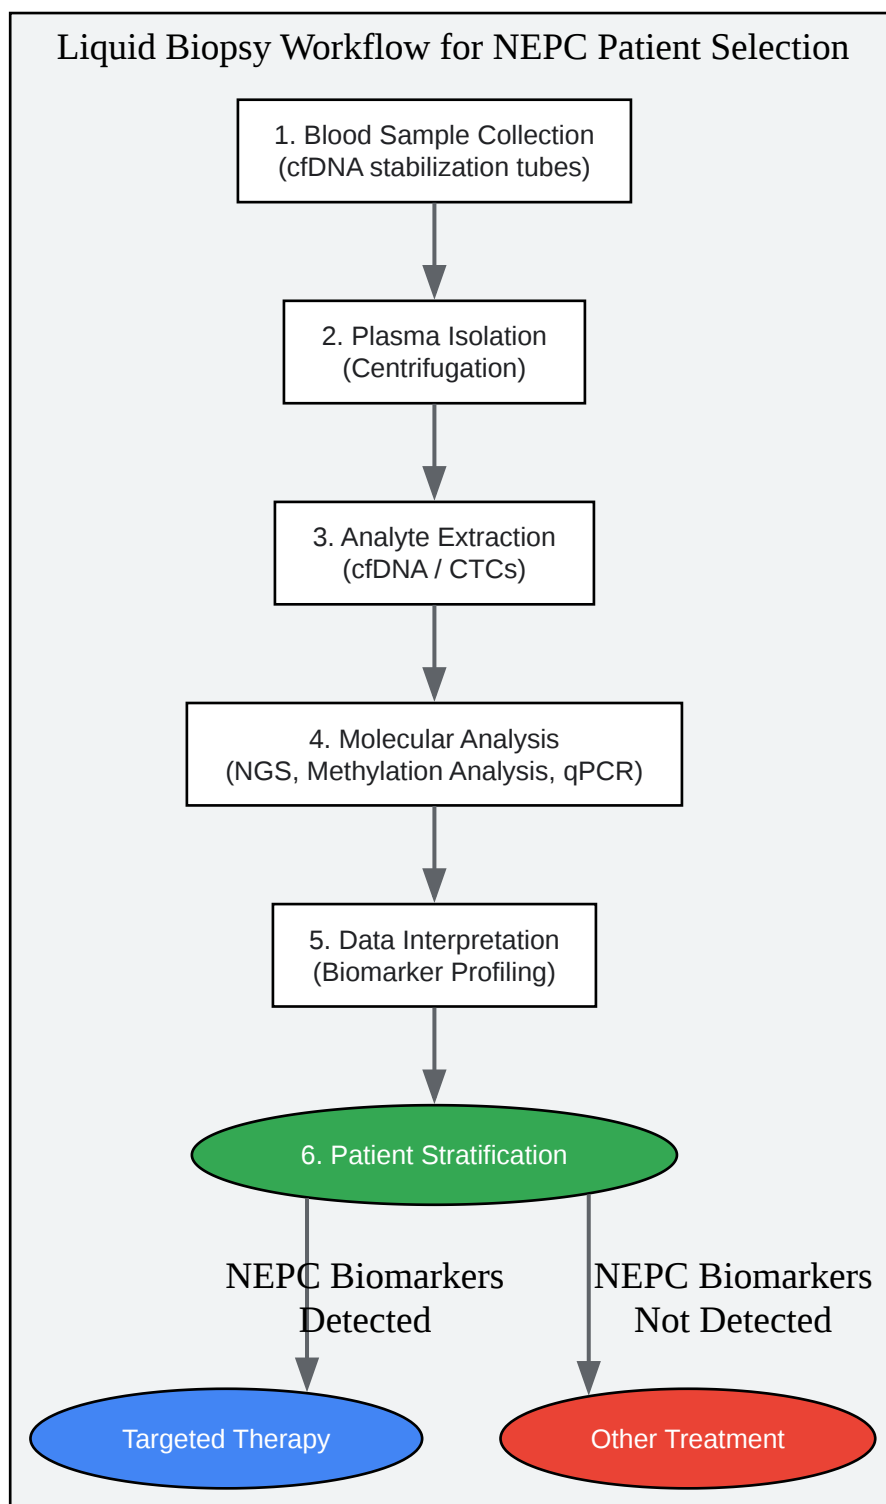 Liquid Biopsy Workflow for NEPC Patient Selection
1. Blood Sample Collection
(cfDNA stabilization tubes)
2. Plasma Isolation
(Centrifugation)
3. Analyte Extraction
(cfDNA / CTCs)
4. Molecular Analysis
(NGS, Methylation Analysis, qPCR)
5. Data Interpretation
(Biomarker Profiling)
6. Patient Stratification
NEPC Biomarkers
Detected
NEPC Biomarkers
Not Detected
Targeted Therapy
Other Treatment